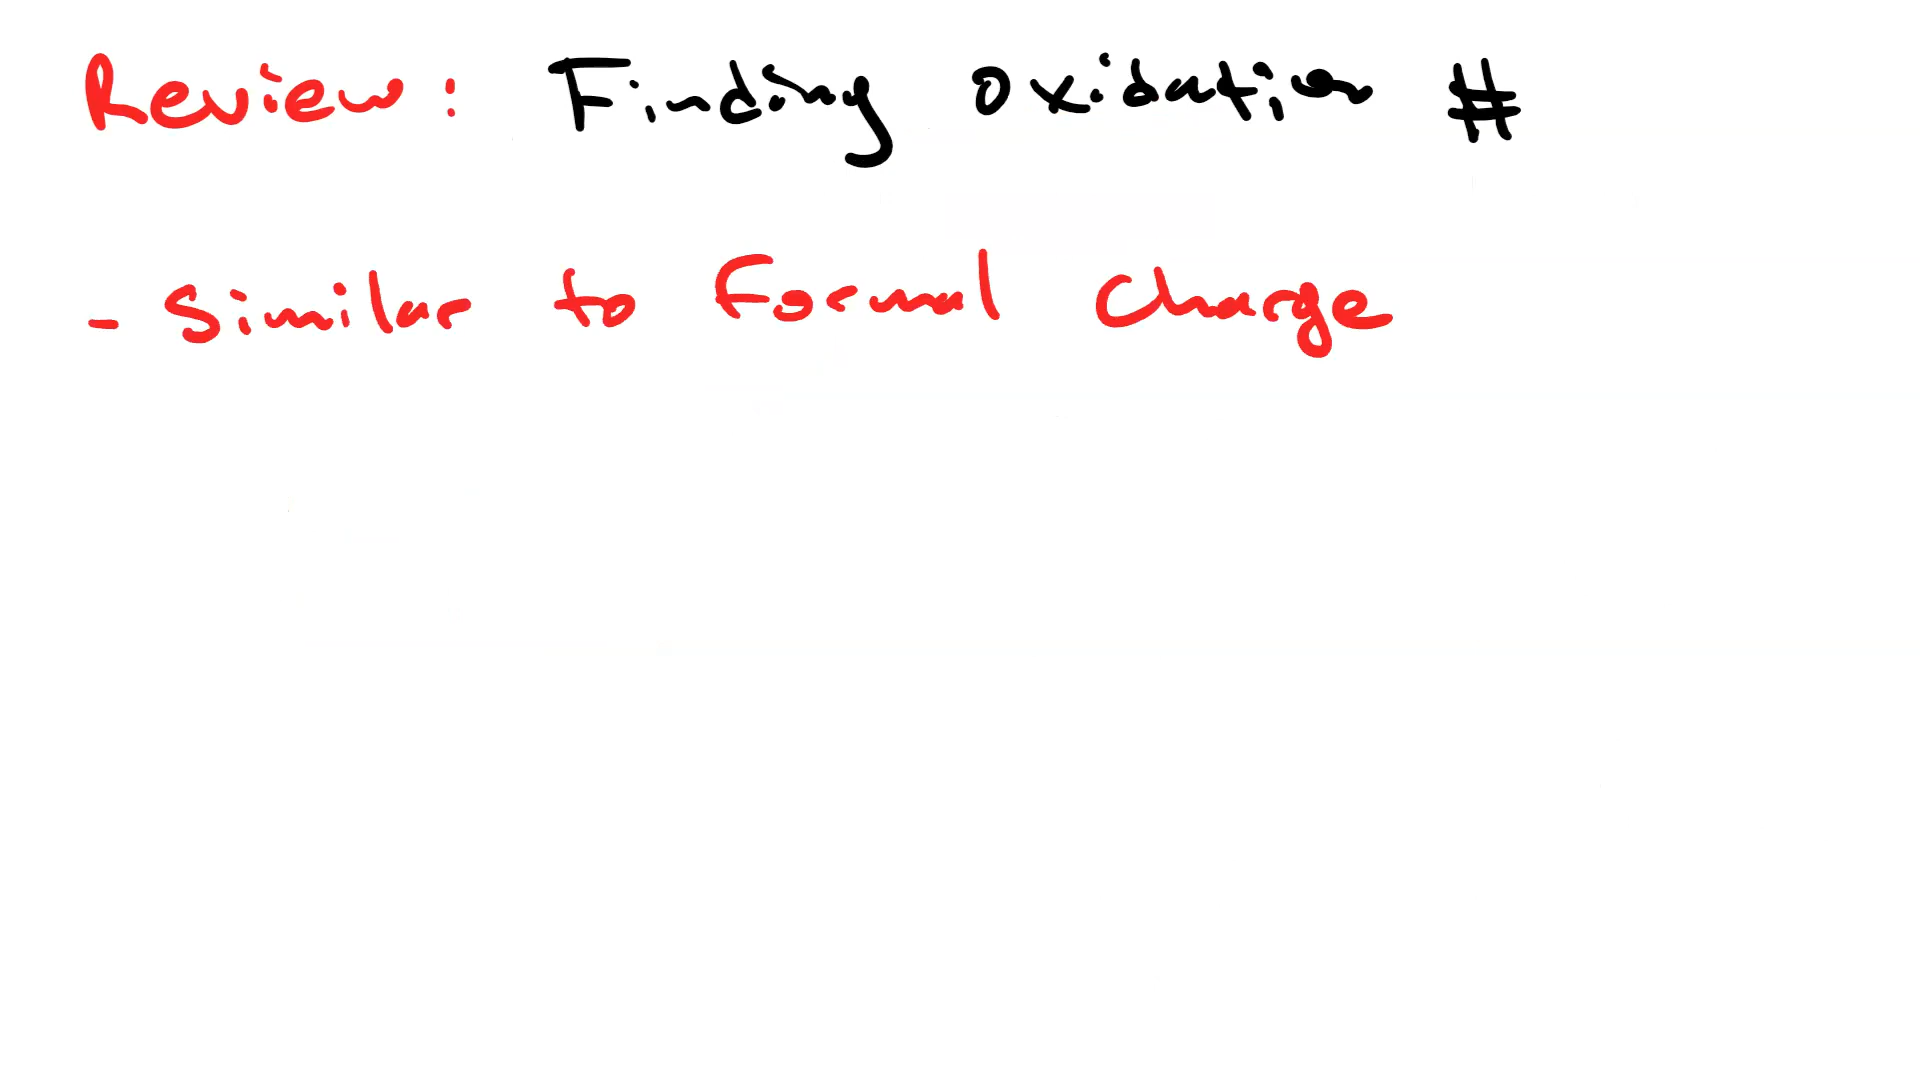 Review: Finding oxidation #
- Similar to Formal Charge